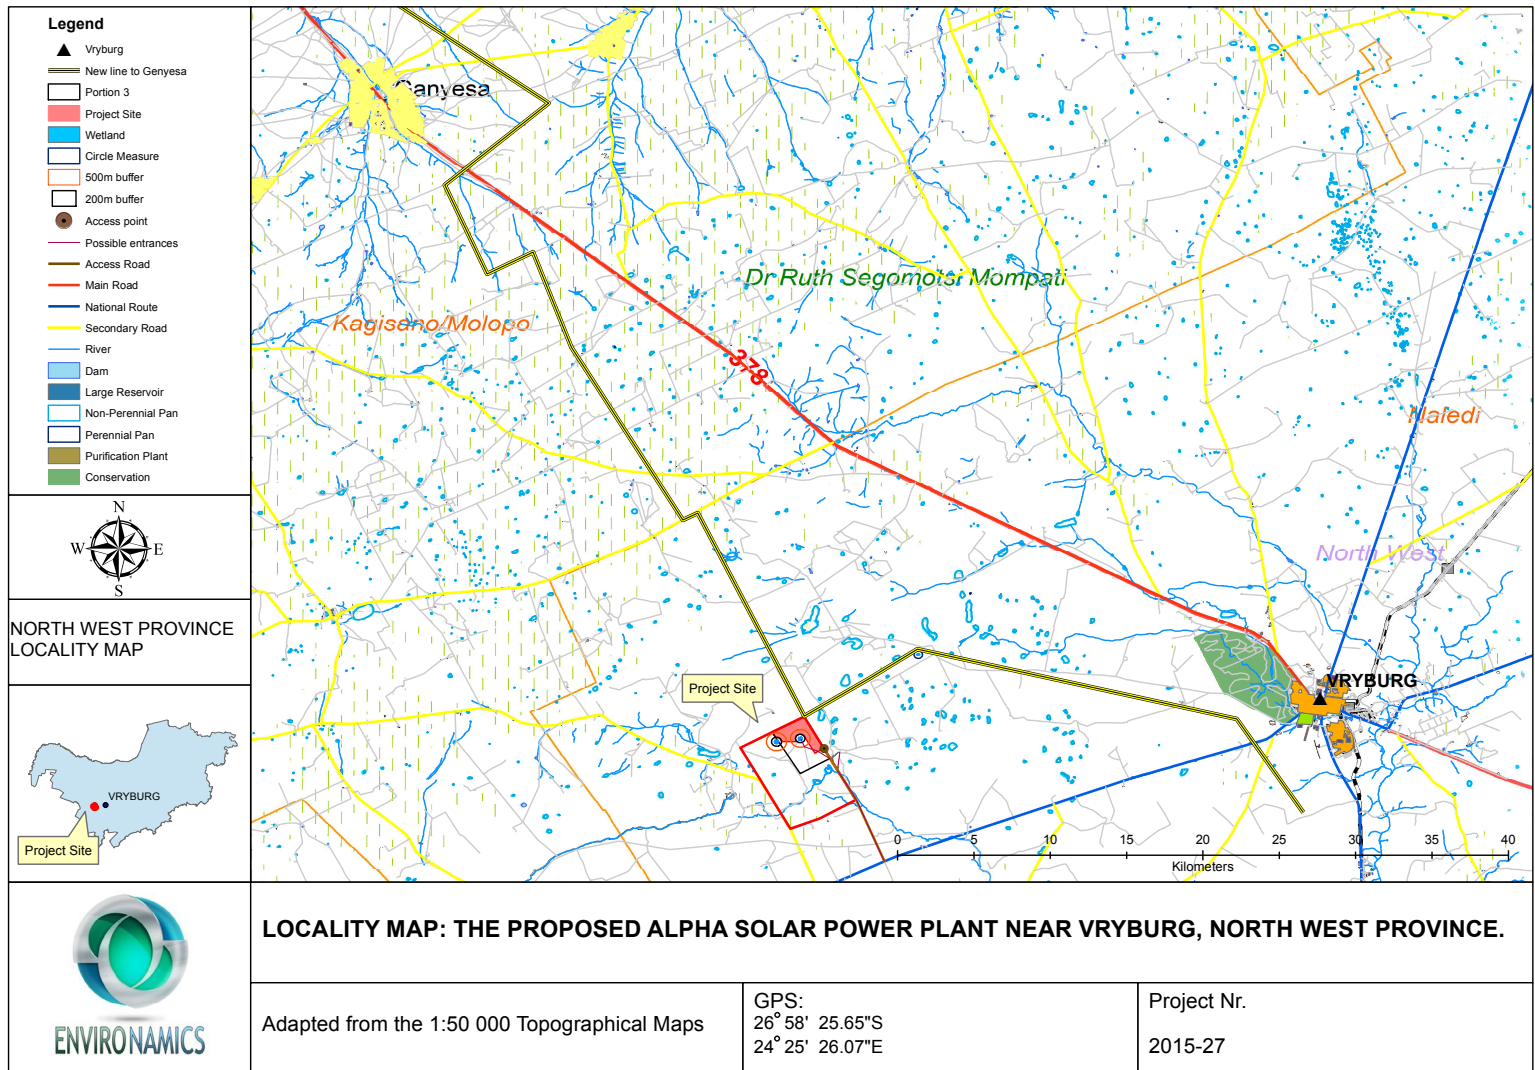 Legend
Vryburg
New line to Genyesa
Portion 3
Project Site
Wetland
Circle Measure
500m buffer
200m buffer
Access point
Possible entrances
Access Road
Main Road
National Route
Secondary Road
River
Dam
Large Reservoir
Non-Perennial Pan
Perennial Pan
Purification Plant
Conservation
N
W E
S
NORTH WEST PROVINCE
LOCALITY MAP
VRYBURG
Project Site
Ganyesa
Dr Ruth Segomotsi Mompati
Kagisano/Molopo
378
Naledi
North West
Project Site
VRYBURG
0 5 10 15 20 25 30 35 40
Kilometers
ENVIRONAMICS
LOCALITY MAP: THE PROPOSED ALPHA SOLAR POWER PLANT NEAR VRYBURG, NORTH WEST PROVINCE.
Adapted from the 1:50 000 Topographical Maps
GPS:
26° 58' 25.65"S
24° 25' 26.07"E
Project Nr.
2015-27